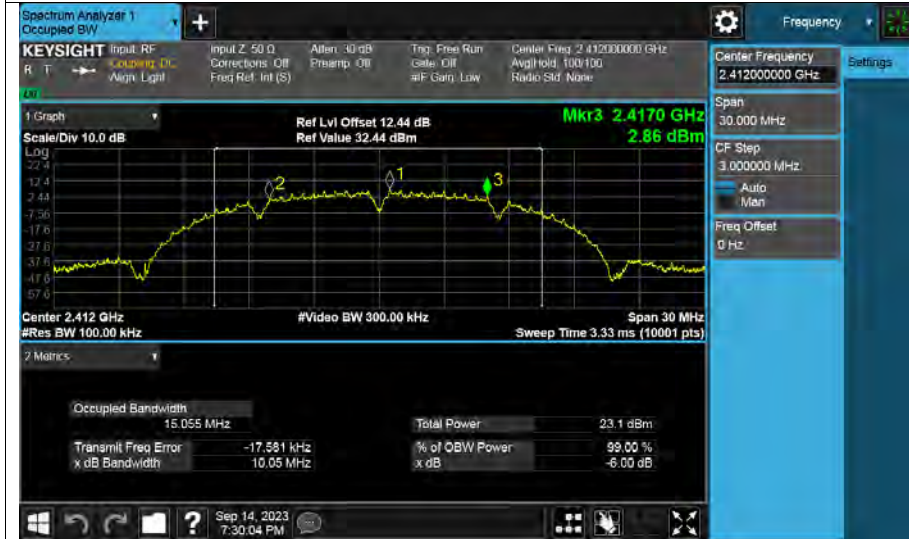 Spectrum Analyzer 1
Occupied BW
+
Frequency
KEYSIGHT
R T
Input: RF
Coupling: DC
Align: Light
Input Z: 50 Ω
Corrections: Off
Freq Ref: Int (S)
Atten: 30 dB
Preamp: Off
Trig: Free Run
Gate: Off
#IF Gain: Low
Center Freq: 2.412000000 GHz
Avg|Hold: 100/100
Radio Std: None
Center Frequency
2.412000000 GHz
Settings
Span
30.000 MHz
CF Step
3.000000 MHz
Auto
Man
Freq Offset
0 Hz
1 Graph
Scale/Div 10.0 dB
Ref Lvl Offset 12.44 dB
Ref Value 32.44 dBm
Mkr3 2.4170 GHz
2.86 dBm
Log
22.4
12.4
2.44
-7.56
-17.6
-27.6
-37.6
-47.6
-57.6
2
1
3
Center 2.412 GHz
#Res BW 100.00 kHz
#Video BW 300.00 kHz
Span 30 MHz
Sweep Time 3.33 ms (10001 pts)
2 Metrics
Occupied Bandwidth
15.055 MHz
Transmit Freq Error -17.581 kHz
x dB Bandwidth 10.05 MHz
Total Power 23.1 dBm
% of OBW Power 99.00 %
x dB -6.00 dB
?
Sep 14, 2023
7:30:04 PM